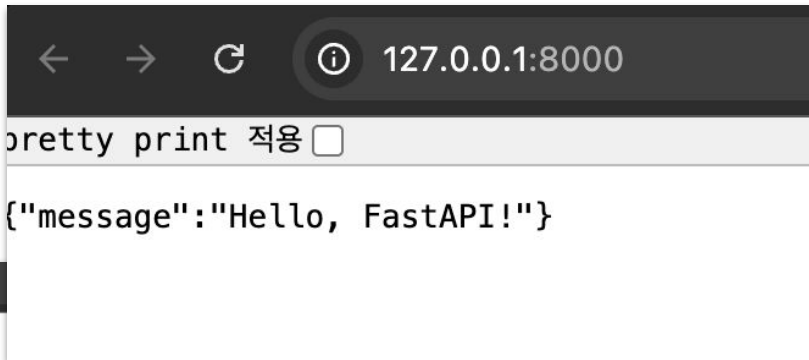 127.0.0.1:8000
pretty print 적용
{"message":"Hello, FastAPI!"}